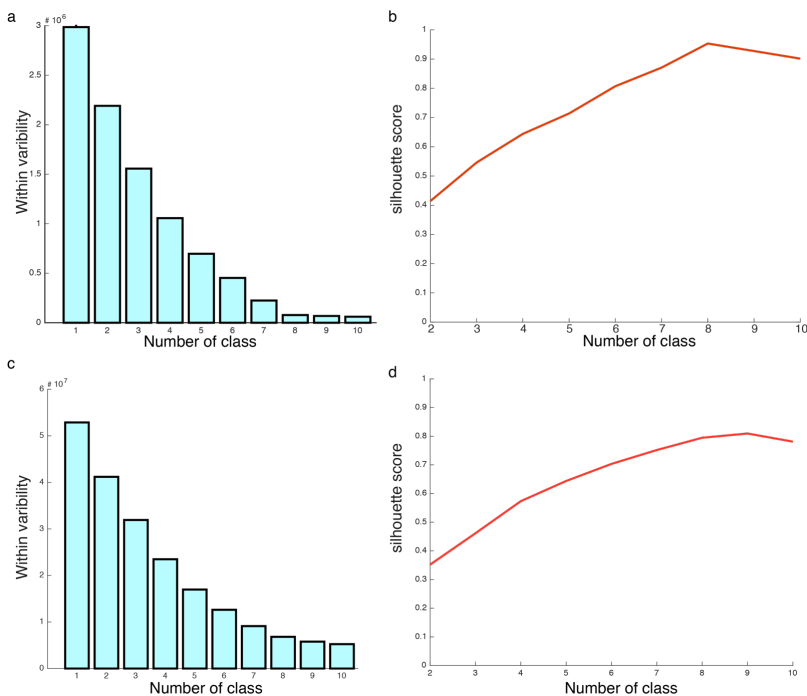 a
# 10^6
3
2.5
2
1.5
1
0.5
0
Within varibility
1 2 3 4 5 6 7 8 9 10
Number of class
b
1
0.9
0.8
0.7
0.6
0.5
0.4
0.3
0.2
0.1
0
silhouette score
2 3 4 5 6 7 8 9 10
Number of class
c
# 10^7
6
5
4
3
2
1
0
Within varibility
1 2 3 4 5 6 7 8 9 10
Number of class
d
1
0.9
0.8
0.7
0.6
0.5
0.4
0.3
0.2
0.1
0
silhouette score
2 3 4 5 6 7 8 9 10
Number of class